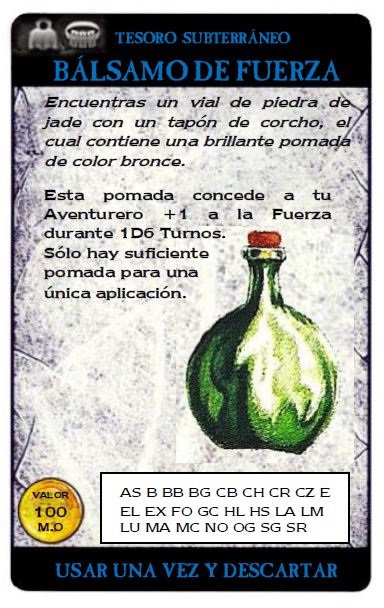 TESORO SUBTERRÁNEO
BÁLSAMO DE FUERZA
Encuentras un vial de piedra de
jade con un tapón de corcho, el
cual contiene una brillante pomada
de color bronce.
Esta pomada concede a tu
Aventurero +1 a la Fuerza
durante 1D6 Turnos.
Sólo hay suficiente
pomada para una
única aplicación.
VALOR
100
M.O
AS B BB BG CB CH CR CZ E
EL EX FO GC HL HS LA LM
LU MA MC NO OG SG SR
USAR UNA VEZ Y DESCARTAR